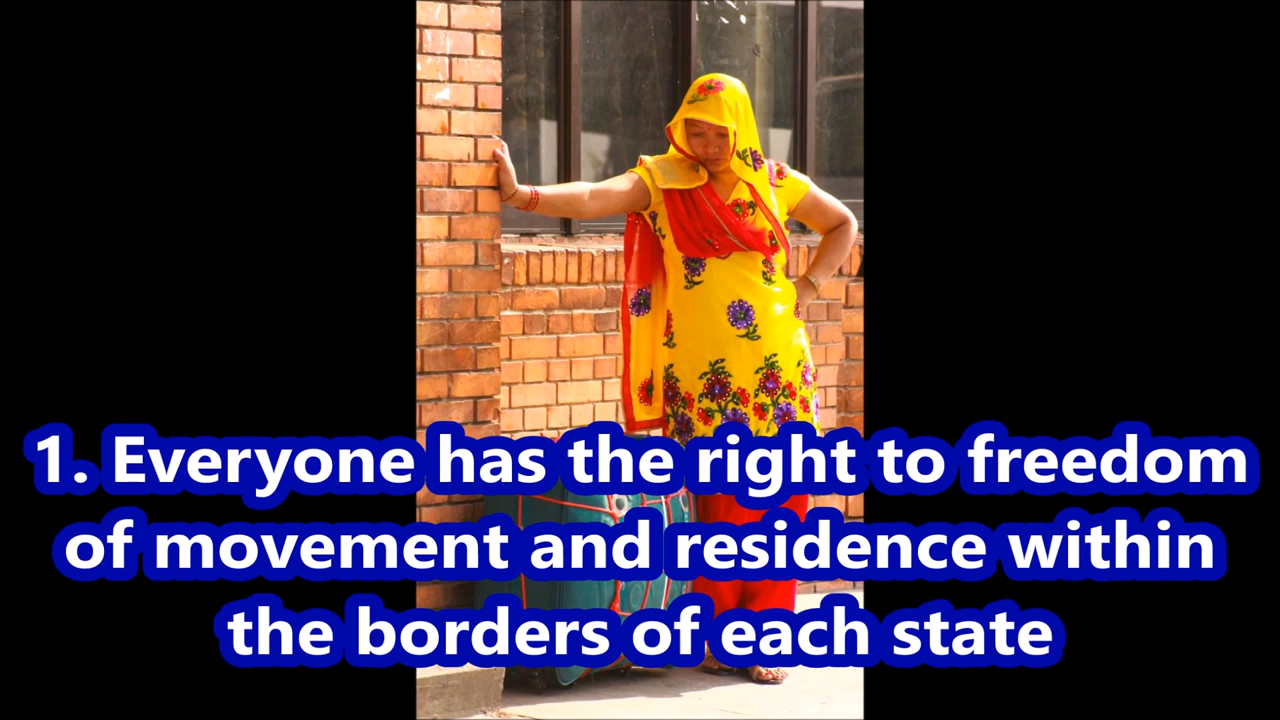 1. Everyone has the right to freedom
of movement and residence within
the borders of each state